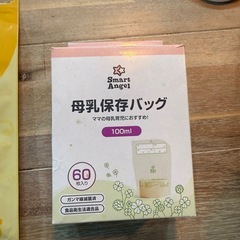 Smart
Angel
母乳保存バッグ
ママの母乳育児におすすめ!
100ml
60
枚入り
ガンマ線滅菌済
食品衛生法適合品